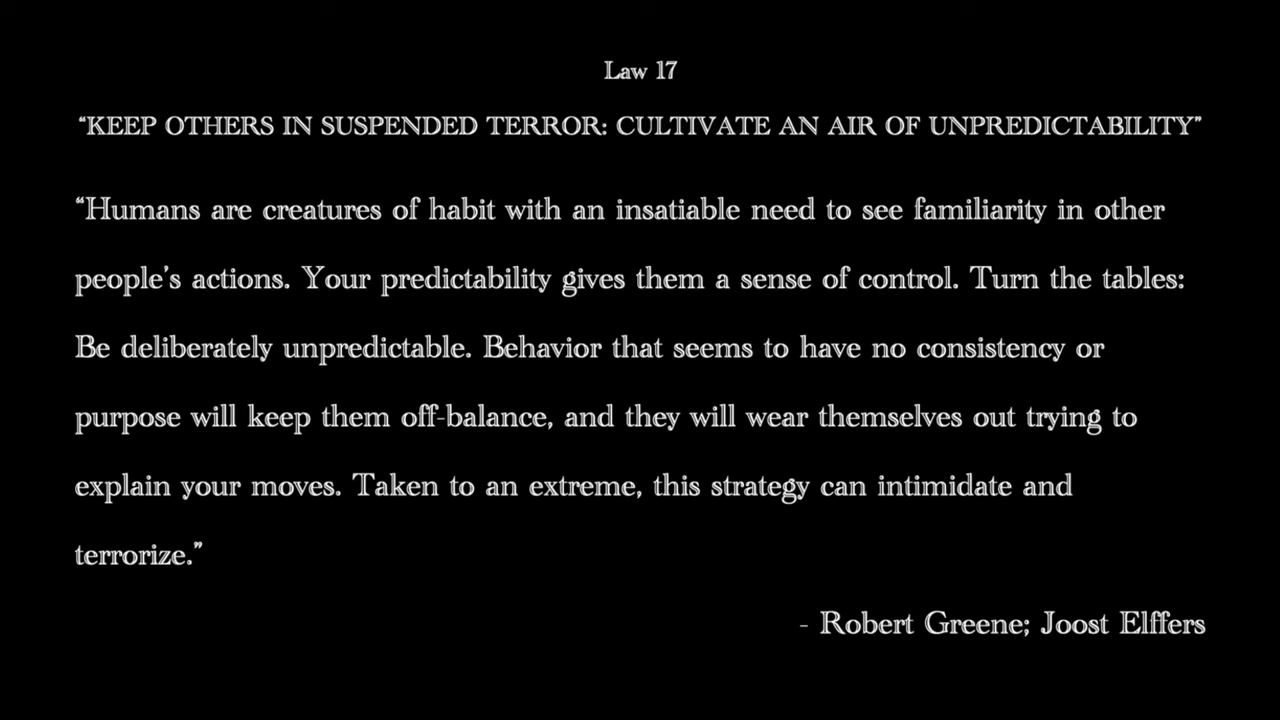 Law 17
“KEEP OTHERS IN SUSPENDED TERROR: CULTIVATE AN AIR OF UNPREDICTABILITY”
“Humans are creatures of habit with an insatiable need to see familiarity in other
people’s actions. Your predictability gives them a sense of control. Turn the tables:
Be deliberately unpredictable. Behavior that seems to have no consistency or
purpose will keep them off-balance, and they will wear themselves out trying to
explain your moves. Taken to an extreme, this strategy can intimidate and
terrorize.”
- Robert Greene; Joost Elffers